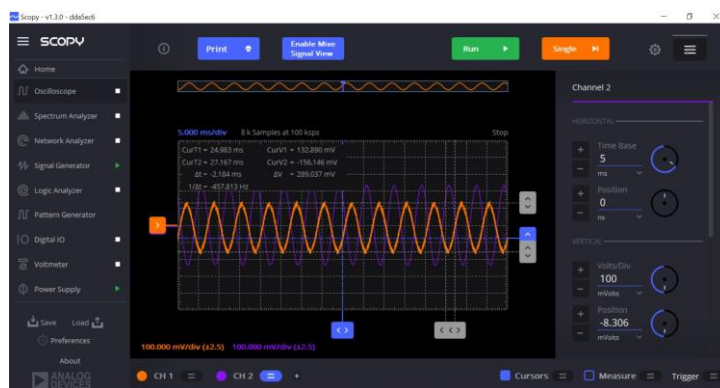 Scopy - v1.3.0 - dda5ec6
SCOPY
Print
Enable Mixe
Signal View
Run
Single
Home
Oscilloscope
Spectrum Analyzer
Network Analyzer
Signal Generator
Logic Analyzer
Pattern Generator
Digital IO
Voltmeter
Power Supply
Save Load
Preferences
About
ANALOG
DEVICES
5.000 ms/div 8 k Samples at 100 ksps Stop
CurT1 = 24.983 ms CurV1 = 132.890 mV
CurT2 = 27.167 ms CurV2 = -156.146 mV
Δt = -2.184 ms ΔV = 289.037 mV
1/Δt = -457.813 Hz
100.000 mV/div (±2.5) 100.000 mV/div (±2.5)
Channel 2
HORIZONTAL
Time Base
5
ms
Position
0
ns
VERTICAL
Volts/Div
100
mVolts
Position
-8.306
mVolts
CH 1 CH 2 +
Cursors Measure Trigger